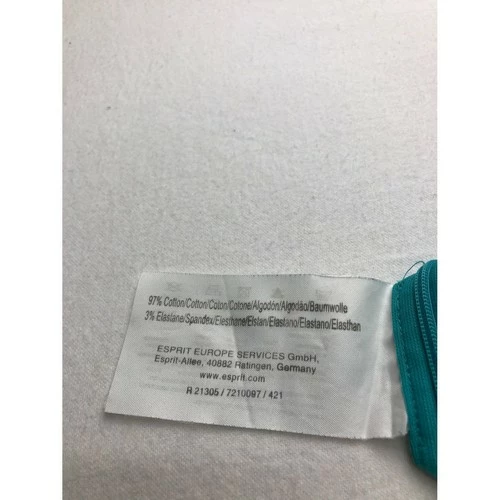 97% Cotton/Cotton/Coton/Cotone/Algodón/Algodão/Baumwolle
3% Elastane/Spandex/Elasthane/Elstan/Elastano/Elastano/Elasthan
ESPRIT EUROPE SERVICES GmbH,
Esprit-Allee, 40882 Ratingen, Germany
www.esprit.com
R 21305 / 7210097 / 421